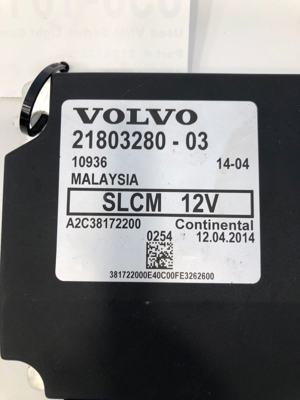 VOLVO
21803280 - 03
10936 14-04
MALAYSIA
SLCM 12V
A2C38172200 Continental
0254 12.04.2014
381722000E40C00FE3262600